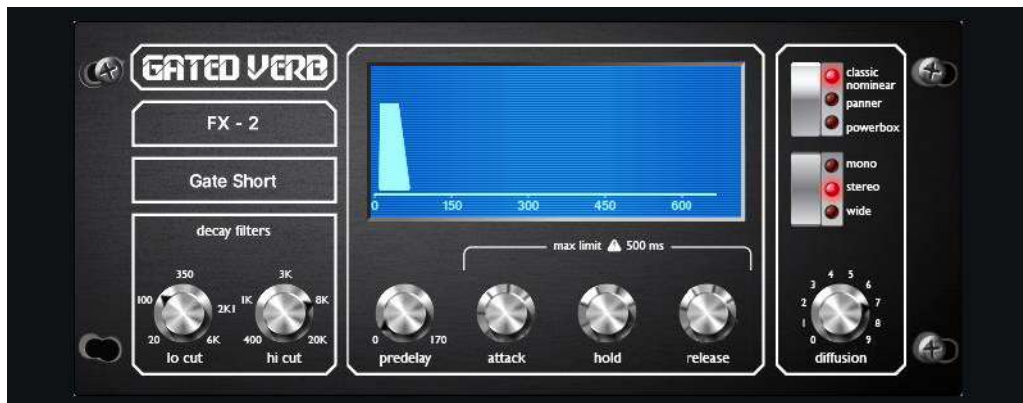 GATED VERB
FX - 2
Gate Short
decay filters
350
100
2K1
20
6K
lo cut
3K
1K
8K
400
20K
hi cut
0 150 300 450 600
max limit 500 ms
0 170
predelay
attack
hold
release
classic
nominear
panner
powerbox
mono
stereo
wide
4 5
3 6
2 7
1 8
0 9
diffusion